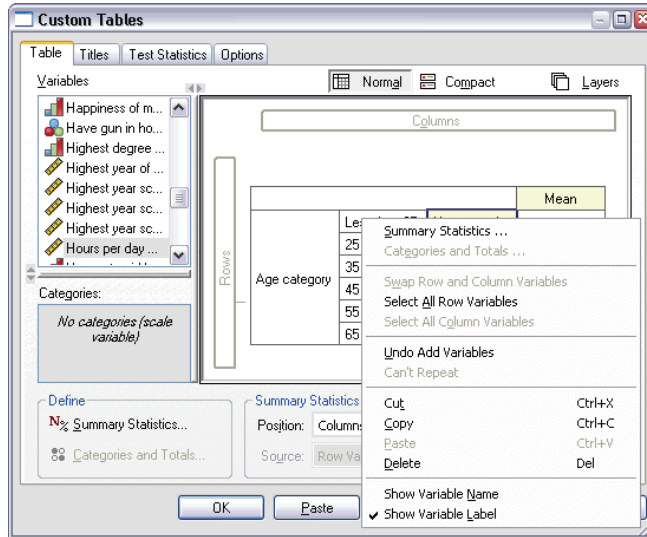 Custom Tables
Table Titles Test Statistics Options
Variables
Normal Compact Layers
Happiness of m...
Have gun in ho...
Highest degree ...
Highest year of ...
Highest year sc...
Highest year sc...
Highest year sc...
Hours per day ...
Categories:
No categories (scale
variable)
Columns
Rows
Mean
Age category
25
35
45
55
65
Define
N% Summary Statistics...
Categories and Totals...
Summary Statistics
Position:
Source: Row
OK Paste
Summary Statistics ...
Categories and Totals ...
Swap Row and Column Variables
Select All Row Variables
Select All Column Variables
Undo Add Variables
Can't Repeat
Cut Ctrl+X
Copy Ctrl+C
Paste Ctrl+V
Delete Del
Show Variable Name
Show Variable Label